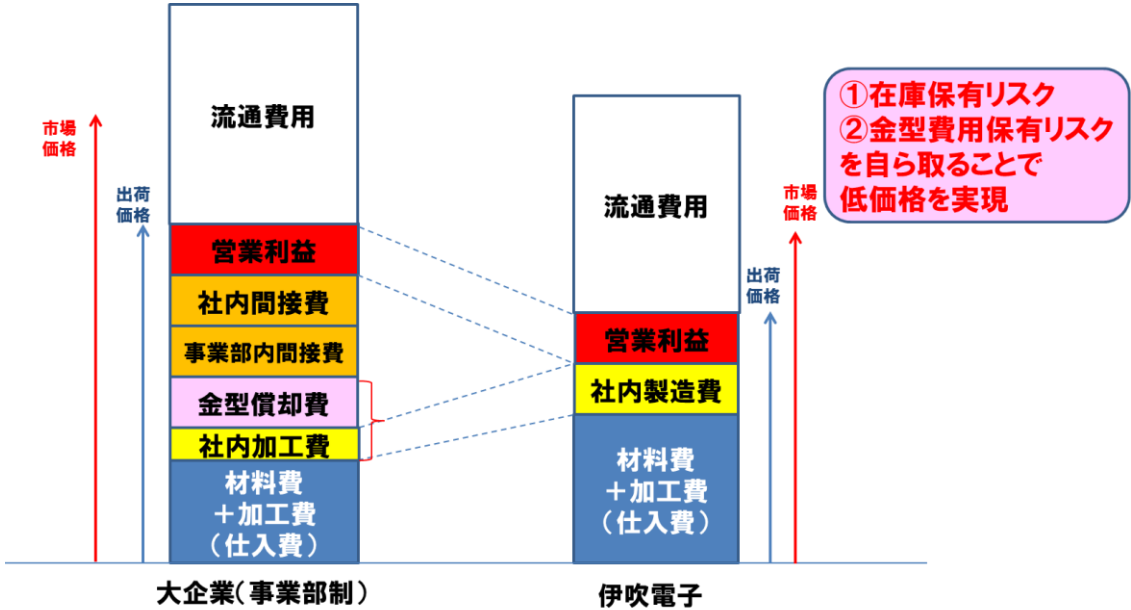 流通費用
市場
価格
出荷
価格
営業利益
社内間接費
事業部内間接費
金型償却費
社内加工費
材料費
＋加工費
（仕入費）
大企業（事業部制）
流通費用
営業利益
社内製造費
材料費
＋加工費
（仕入費）
伊吹電子
出荷
価格
市場
価格
①在庫保有リスク
②金型費用保有リスク
を自ら取ることで
低価格を実現